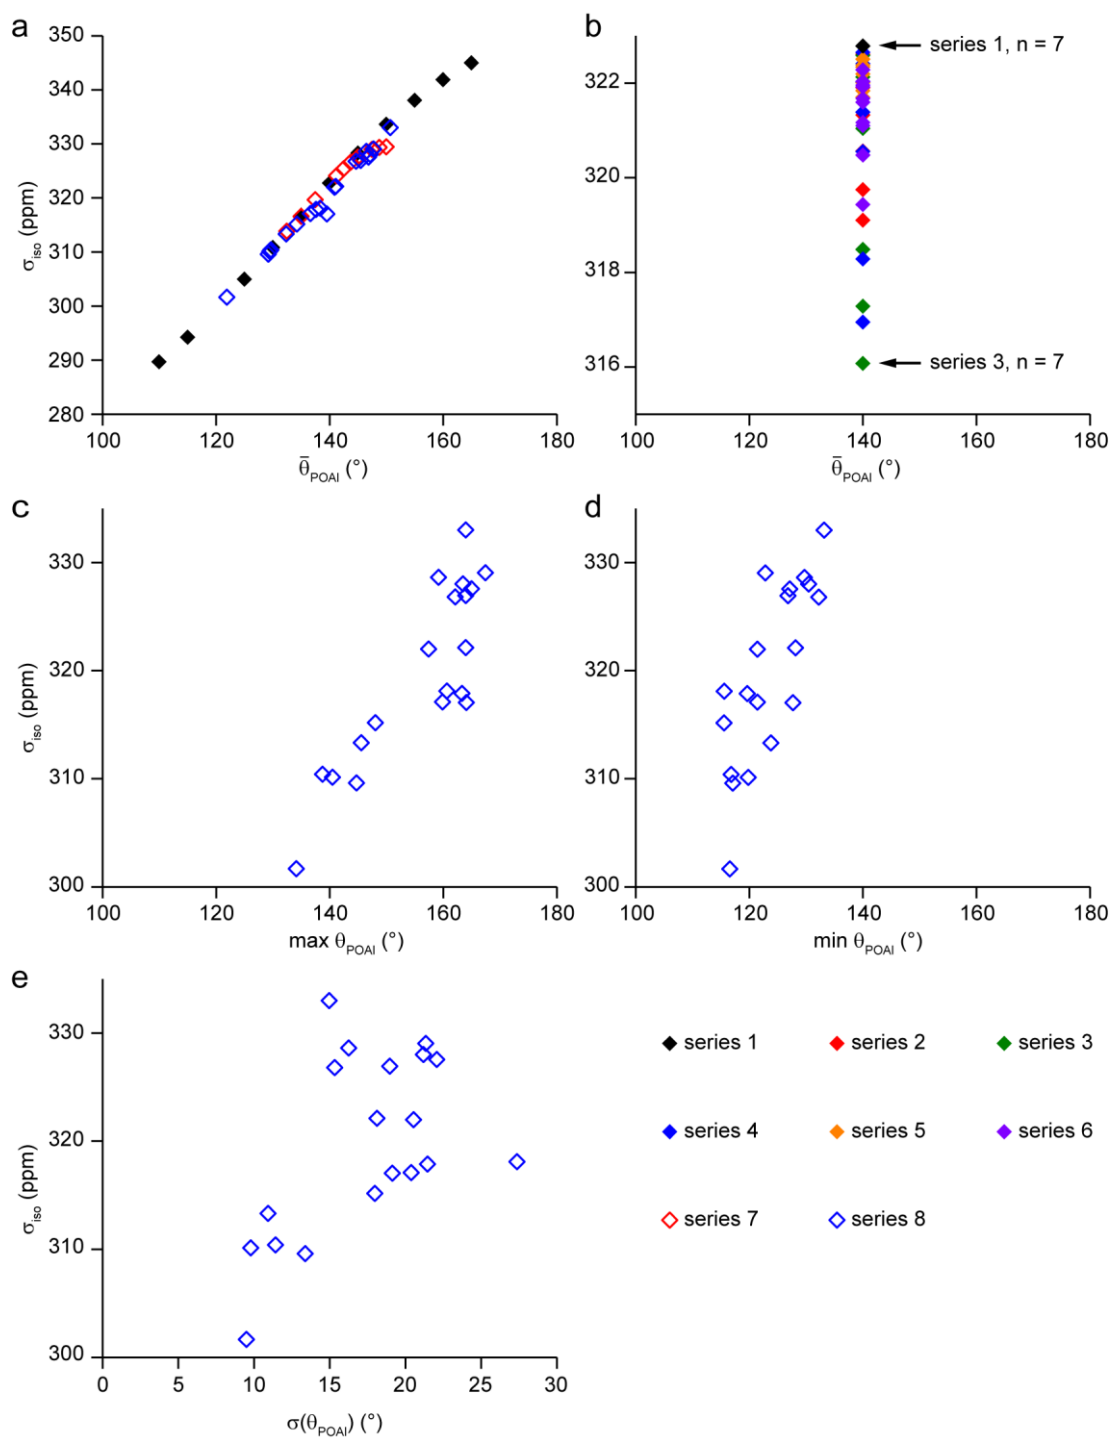 a
350
340
330
320
310
300
290
280
σiso (ppm)
100 120 140 160 180
θ̄POAl (°)
b
322
320
318
316
series 1, n = 7
series 3, n = 7
100 120 140 160 180
θ̄POAl (°)
c
330
320
310
300
σiso (ppm)
100 120 140 160 180
max θPOAl (°)
d
330
320
310
300
100 120 140 160 180
min θPOAl (°)
e
330
320
310
300
σiso (ppm)
0 5 10 15 20 25 30
σ(θPOAl) (°)
series 1 series 2 series 3
series 4 series 5 series 6
series 7 series 8